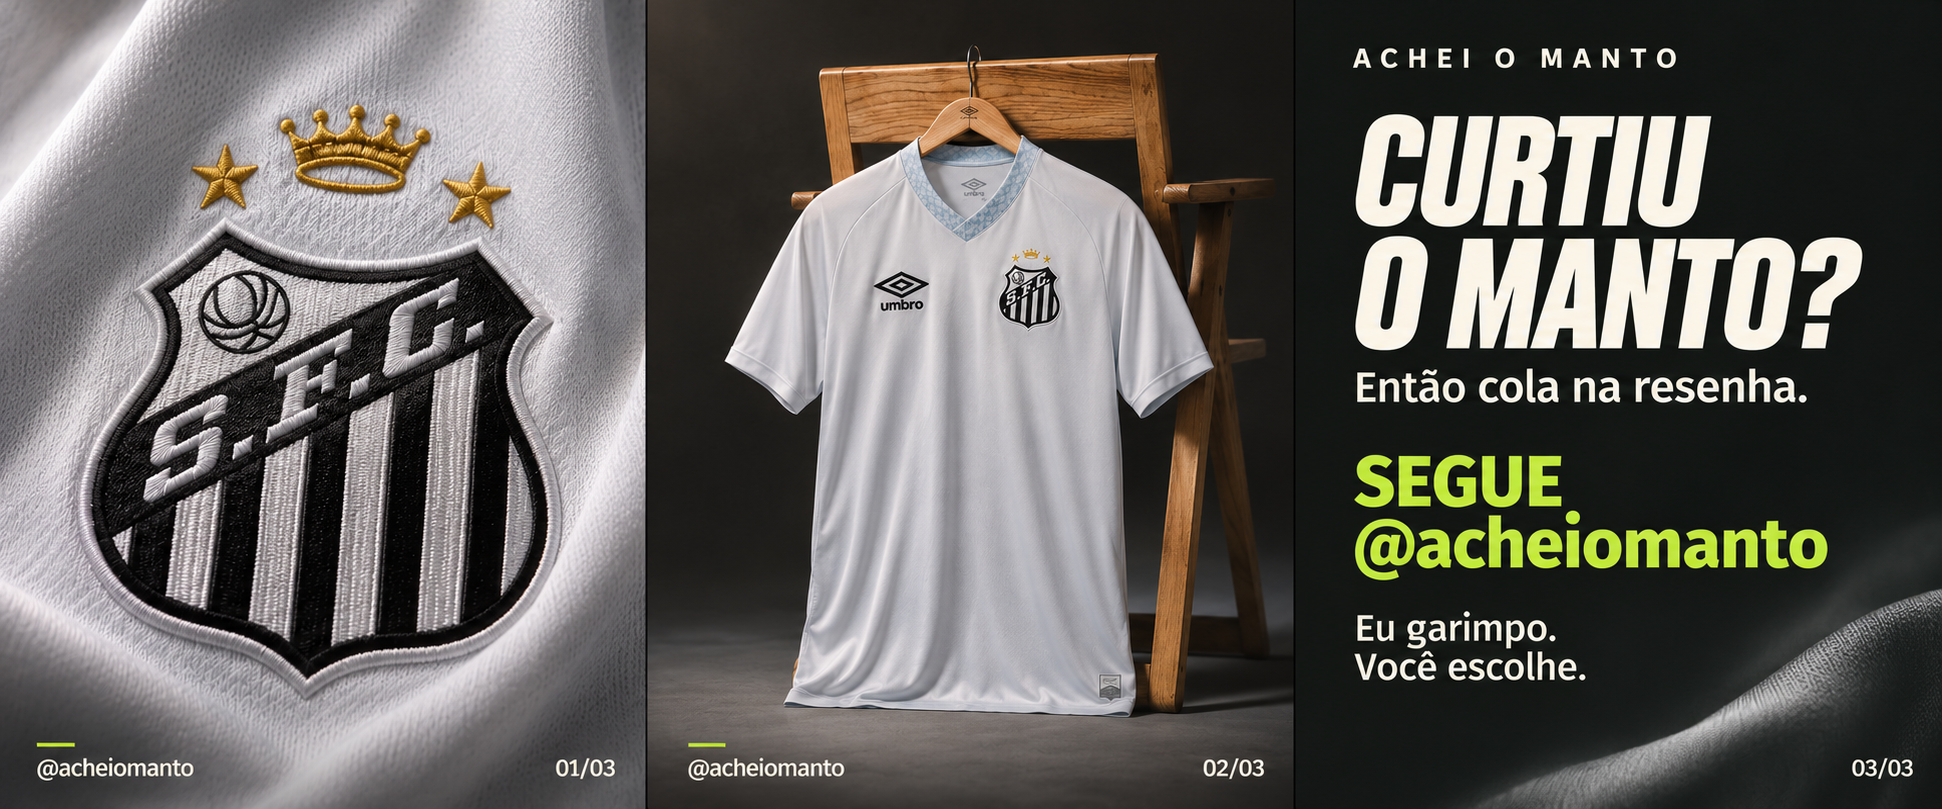 S.F.C.
@acheiomanto
01/03
umbro
S.F.C.
@acheiomanto
02/03
ACHEI O MANTO
CURTIU
O MANTO?
Então cola na resenha.
SEGUE
@acheiomanto
Eu garimpo.
Você escolhe.
03/03